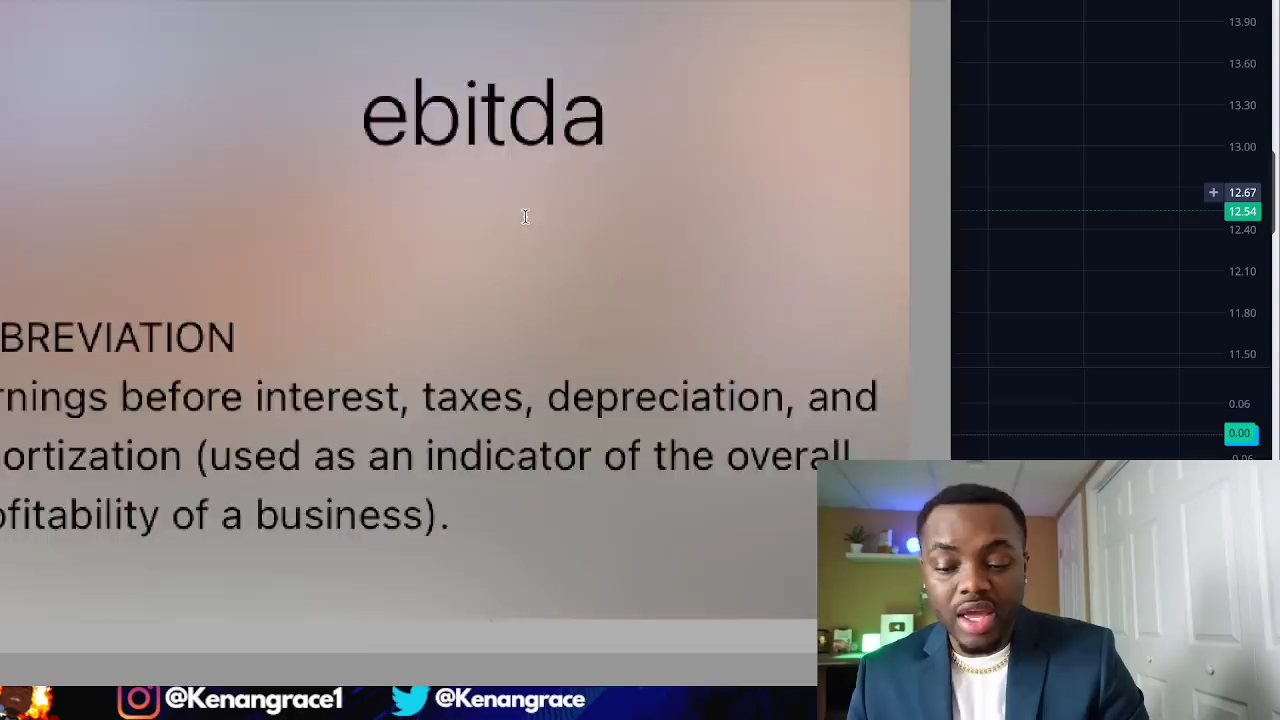 ebitda
BREVIATION
rnings before interest, taxes, depreciation, and
ortization (used as an indicator of the overall
ofitability of a business).
13.90
13.60
13.30
13.00
+ 12.67
12.54
12.40
12.10
11.80
11.50
0.06
0.00
-0.06
@Kenangrace1 @Kenangrace